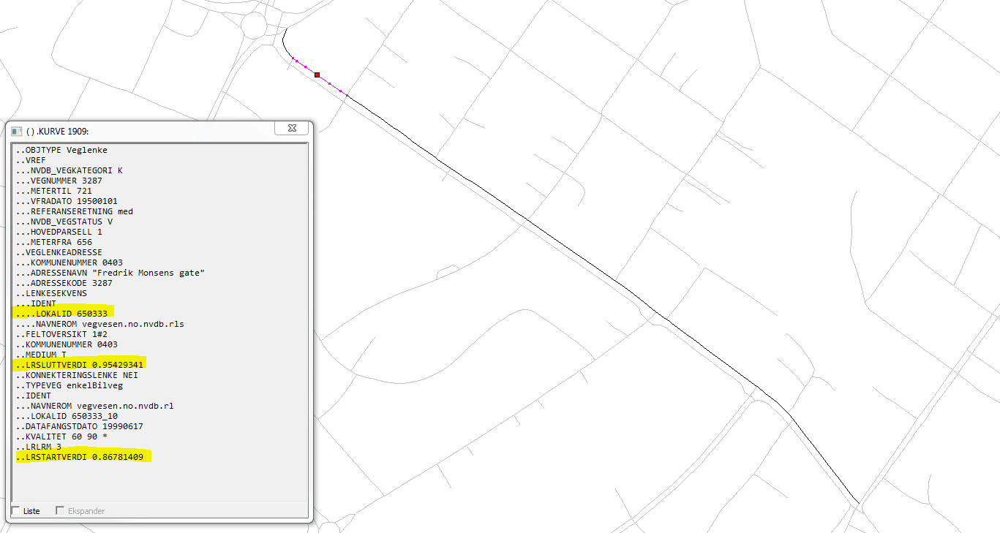 ( ) .KURVE 1909:
..OBJTYPE Veglenke
..VREF
...NVDB_VEGKATEGORI K
...VEGNUMMER 3287
...METERTIL 721
...VFRADATO 19500101
...REFERANSERETNING med
...NVDB_VEGSTATUS V
...HOVEDPARSELL 1
...METERFRA 656
..VEGLENKEADRESSE
...KOMMUNENUMMER 0403
...ADRESSENAVN "Fredrik Monsens gate"
...ADRESSEKODE 3287
..LENKESEKVENS
...IDENT
....LOKALID 650333
....NAVNEROM vegvesen.no.nvdb.rls
..FELTOVERSIKT 1#2
..KOMMUNENUMMER 0403
..MEDIUM T
..LRSLUTTVERDI 0.95429341
..KONNEKTERINGSLENKE NEI
..TYPEVEG enkelBilveg
..IDENT
...NAVNEROM vegvesen.no.nvdb.rl
...LOKALID 650333_10
..DATAFANGSTDATO 19990617
..KVALITET 60 90 *
..LRLRM 3
..LRSTARTVERDI 0.86781409
Liste Ekspander